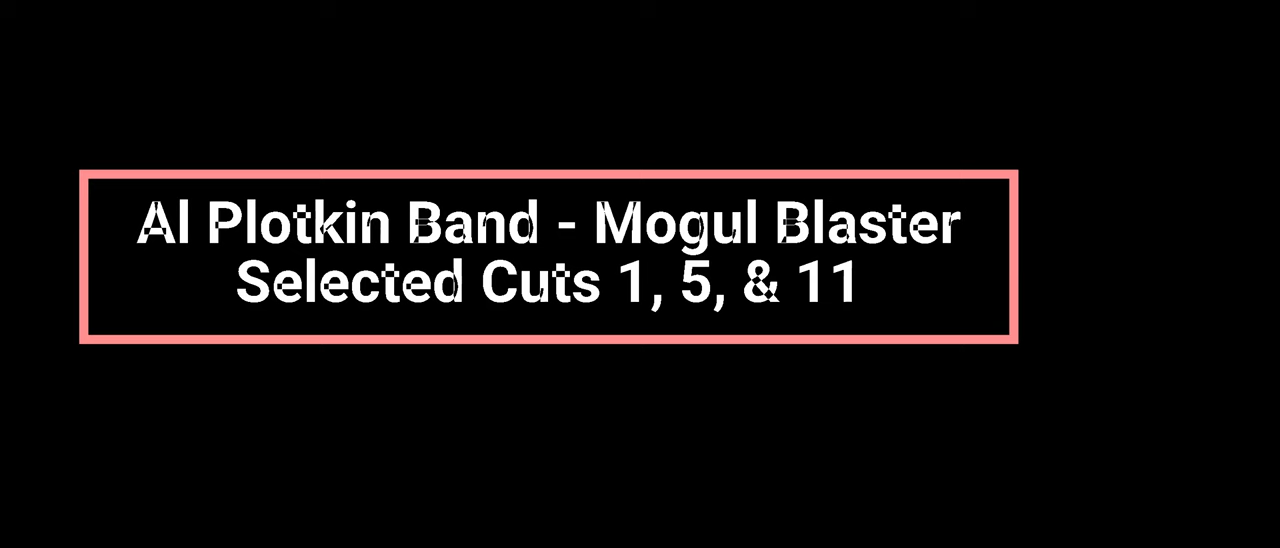 Al Plotkin Band - Mogul Blaster
Selected Cuts 1, 5, & 11